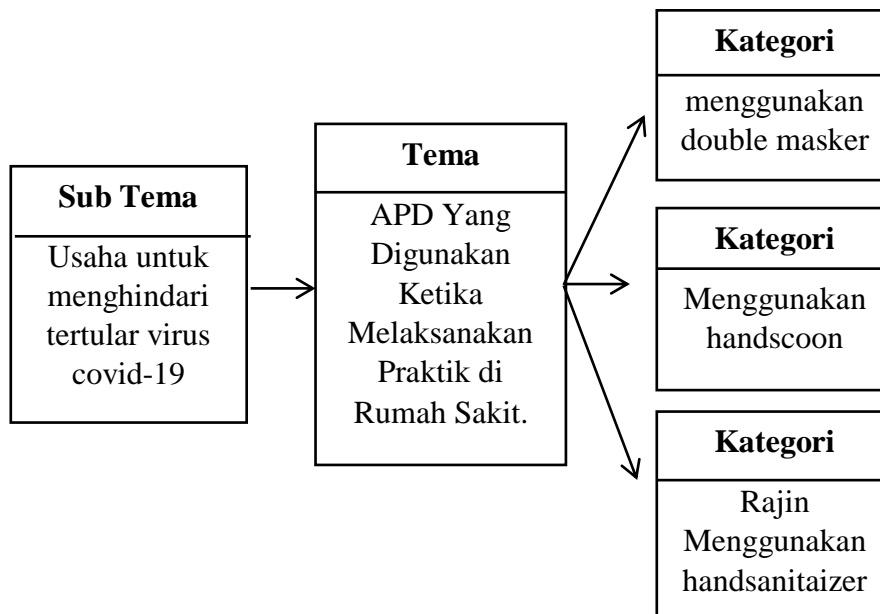 Sub Tema
Usaha untuk
menghindari
tertular virus
covid-19
Tema
APD Yang
Digunakan
Ketika
Melaksanakan
Praktik di
Rumah Sakit.
Kategori
menggunakan
double masker
Kategori
Menggunakan
handscoon
Kategori
Rajin
Menggunakan
handsanitaizer